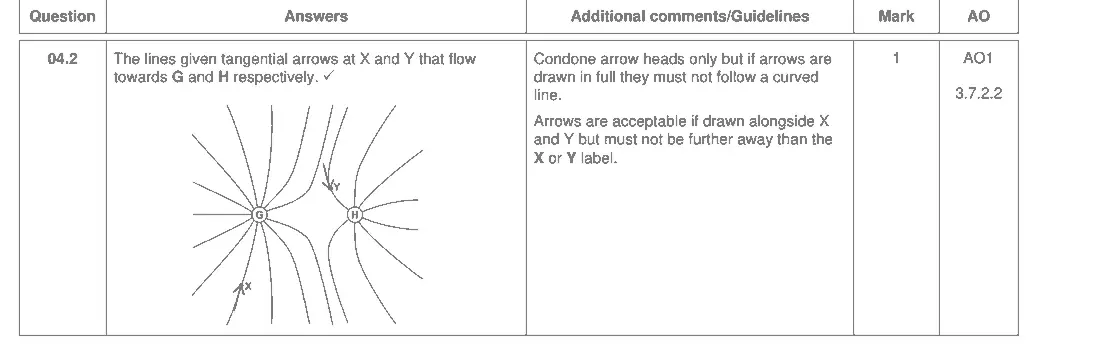 Question Answers Additional comments/Guidelines Mark AO
04.2 The lines given tangential arrows at X and Y that flow Condone arrow heads only but if arrows are 1 AO1
towards G and H respectively. ✓ drawn in full they must not follow a curved
line. 3.7.2.2
Arrows are acceptable if drawn alongside X
and Y but must not be further away than the
X or Y label.
Y
G H
X